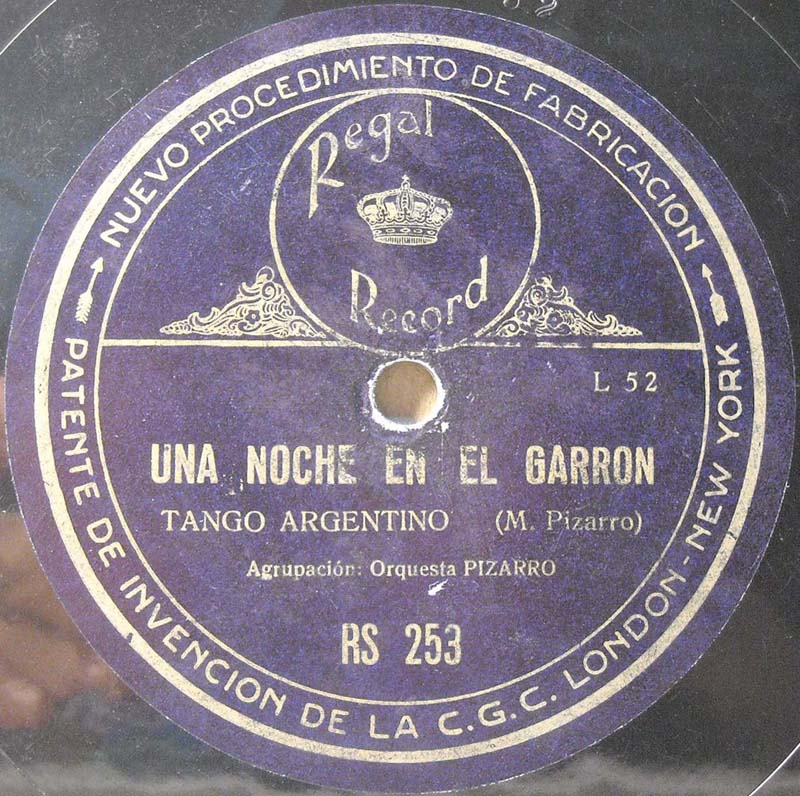 NUEVO PROCEDIMIENTO DE FABRICACION
Regal
Record
L 52
UNA NOCHE EN EL GARRON
TANGO ARGENTINO (M. Pizarro)
Agrupación: Orquesta PIZARRO
RS 253
PATENTE DE INVENCION DE LA C.G.C. LONDON-NEW YORK